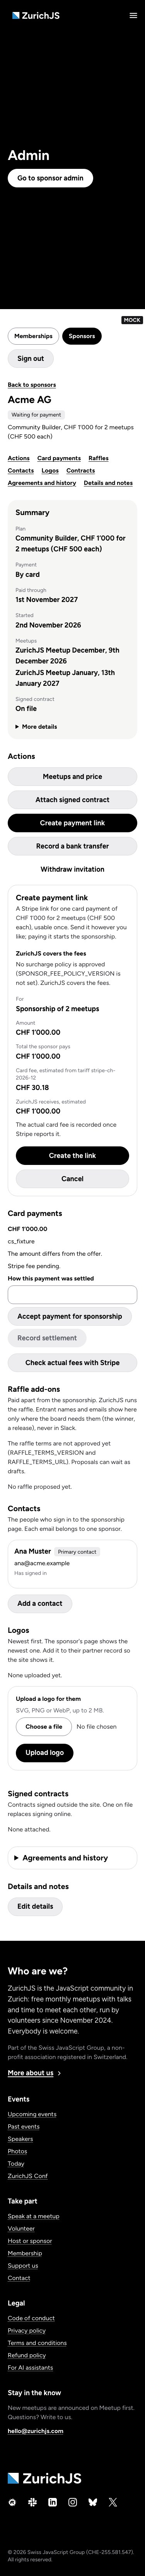 ZurichJS
Admin
Go to sponsor admin
MOCK
Memberships
Sponsors
Sign out
Back to sponsors
Acme AG
Waiting for payment
Community Builder, CHF 1'000 for 2 meetups
(CHF 500 each)
Actions Card payments Raffles
Contacts Logos Contracts
Agreements and history Details and notes
Summary
Plan
Community Builder, CHF 1'000 for
2 meetups (CHF 500 each)
Payment
By card
Paid through
1st November 2027
Started
2nd November 2026
Meetups
ZurichJS Meetup December, 9th
December 2026
ZurichJS Meetup January, 13th
January 2027
Signed contract
On file
More details
Actions
Meetups and price
Attach signed contract
Create payment link
Record a bank transfer
Withdraw invitation
Create payment link
A Stripe link for one card payment of
CHF 1'000 for 2 meetups (CHF 500
each), usable once. Send it however you
like, paying it starts the sponsorship.
ZurichJS covers the fees
No surcharge policy is approved
(SPONSOR_FEE_POLICY_VERSION is
not set). ZurichJS covers the fees.
For
Sponsorship of 2 meetups
Amount
CHF 1'000.00
Total the sponsor pays
CHF 1'000.00
Card fee, estimated from tariff stripe-ch-
2026-12
CHF 30.18
ZurichJS receives, estimated
CHF 1'000.00
The actual card fee is recorded once
Stripe reports it.
Create the link
Cancel
Card payments
CHF 1'000.00
cs_fixture
The amount differs from the offer.
Stripe fee pending.
How this payment was settled
Accept payment for sponsorship
Record settlement
Check actual fees with Stripe
Raffle add-ons
Paid apart from the sponsorship. ZurichJS runs
the raffle. Entrant names and emails show here
only while the board needs them (the winner,
a release), never in Slack.
The raffle terms are not approved yet
(RAFFLE_TERMS_VERSION and
RAFFLE_TERMS_URL). Proposals can wait as
drafts.
No raffle proposed yet.
Contacts
The people who sign in to the sponsorship
page. Each email belongs to one sponsor.
Ana Muster Primary contact
ana@acme.example
Has signed in
Add a contact
Logos
Newest first. The sponsor's page shows the
newest one. Add it to their partner record so
the site shows it.
None uploaded yet.
Upload a logo for them
SVG, PNG or WebP, up to 2 MB.
Choose a file No file chosen
Upload logo
Signed contracts
Contracts signed outside the site. One on file
replaces signing online.
None attached.
Agreements and history
Details and notes
Edit details
Who are we?
ZurichJS is the JavaScript community in
Zurich: free monthly meetups with talks
and time to meet each other, run by
volunteers since November 2024.
Everybody is welcome.
Part of the Swiss JavaScript Group, a non-
profit association registered in Switzerland.
More about us
Events
Upcoming events
Past events
Speakers
Photos
Today
ZurichJS Conf
Take part
Speak at a meetup
Volunteer
Host or sponsor
Membership
Support us
Contact
Legal
Code of conduct
Privacy policy
Terms and conditions
Refund policy
For AI assistants
Stay in the know
New meetups are announced on Meetup first.
Questions? Write to us.
hello@zurichjs.com
ZurichJS
© 2026 Swiss JavaScript Group (CHE-255.581.547).
All rights reserved.